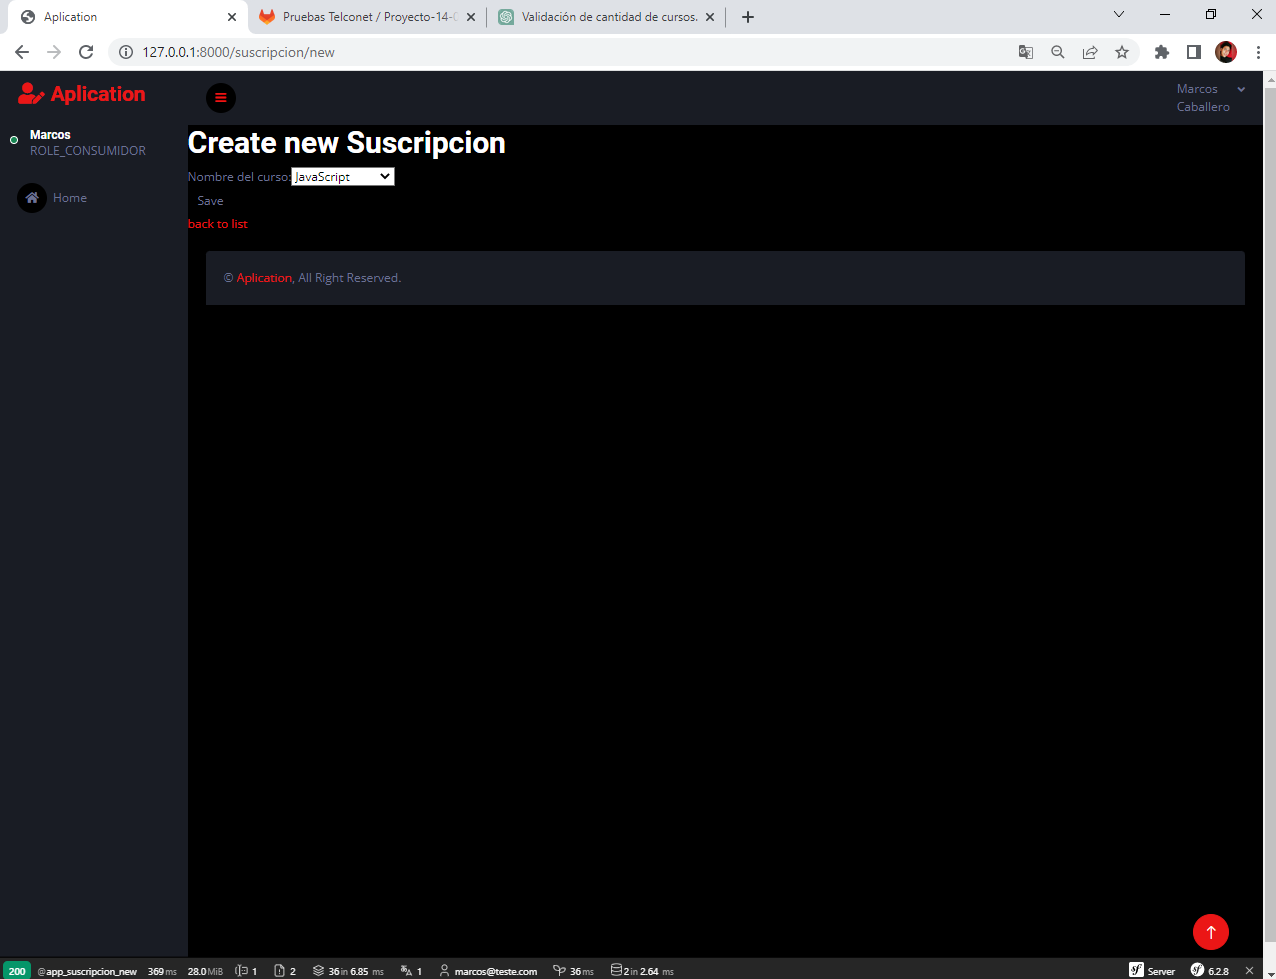 Aplication
Pruebas Telconet / Proyecto-14-C
Validación de cantidad de cursos.
127.0.0.1:8000/suscripcion/new
Aplication
Marcos
Caballero
Marcos
ROLE_CONSUMIDOR
Home
Create new Suscripcion
Nombre del curso: JavaScript
Save
back to list
© Aplication, All Right Reserved.
200 @app_suscripcion_new 369 ms 28.0 MiB 1 2 36 in 6.85 ms 1 marcos@teste.com 36 ms 2 in 2.64 ms Server 6.2.8